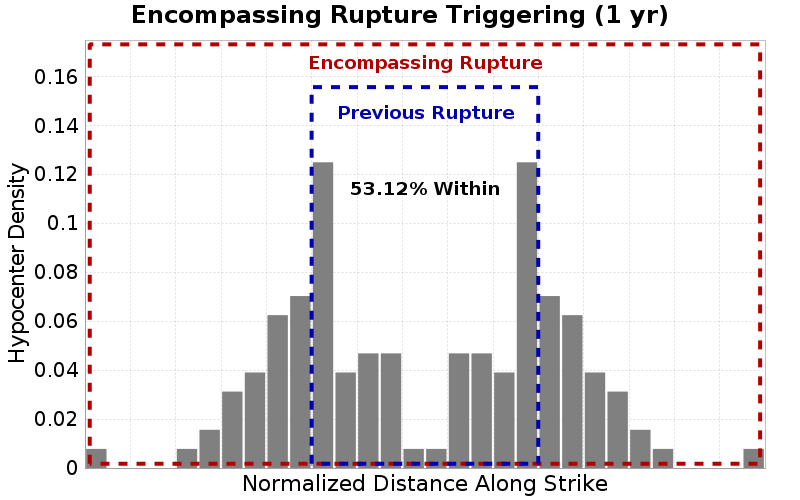 Encompassing Rupture Triggering (1 yr)
Encompassing Rupture
Previous Rupture
53.12% Within
Hypocenter Density
0.16
0.14
0.12
0.1
0.08
0.06
0.04
0.02
0
Normalized Distance Along Strike